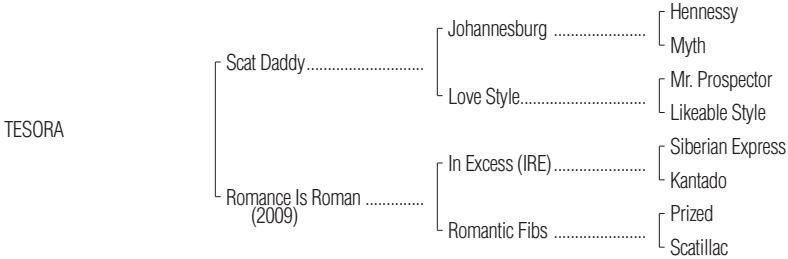 Hennessy
Johannesburg ......................
Myth
Scat Daddy............................
Mr. Prospector
Love Style..............................
Likeable Style
TESORA
Siberian Express
In Excess (IRE)......................
Kantado
Romance Is Roman ..............
(2009)
Prized
Romantic Fibs ......................
Scatillac